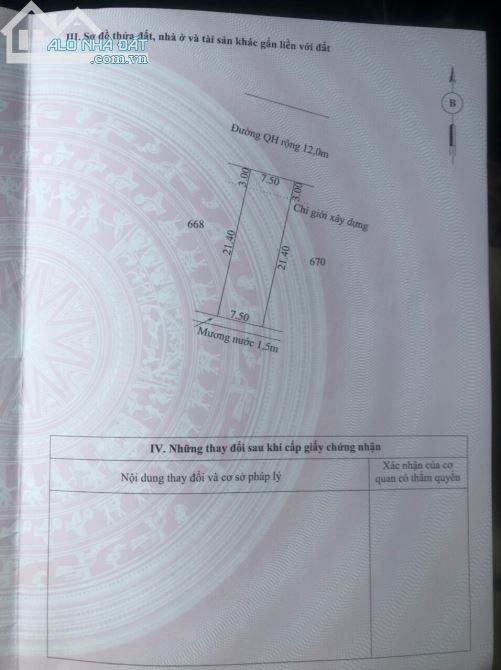 ALO NHÀ ĐẤT
.com.vn
III. Sơ đồ thửa đất, nhà ở và tài sản khác gắn liền với đất
B
Đường QH rộng 12,0m
3.00
7.50
3.00
Chỉ giới xây dựng
668
21.40
21.40
670
7.50
Mương nước 1,5m
IV. Những thay đổi sau khi cấp giấy chứng nhận
Nội dung thay đổi và cơ sở pháp lý
Xác nhận của cơ
quan có thẩm quyền